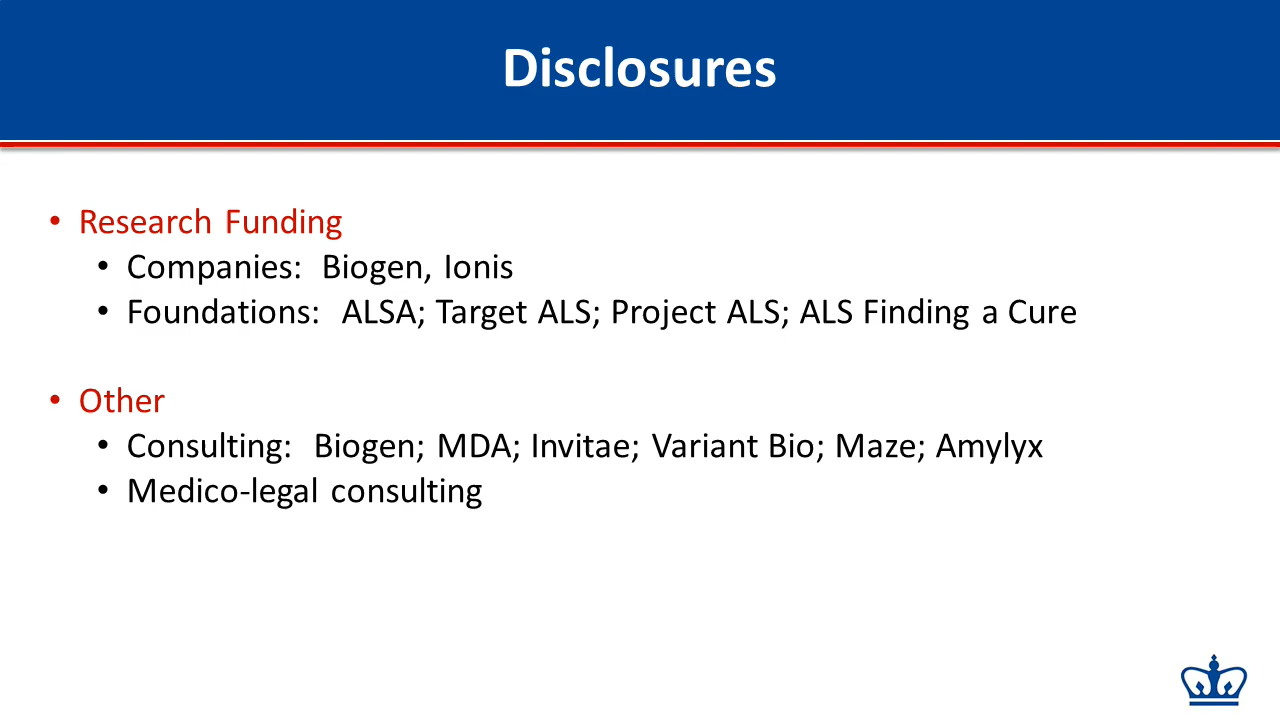 Disclosures
• Research Funding
• Companies: Biogen, Ionis
• Foundations: ALSA; Target ALS; Project ALS; ALS Finding a Cure
• Other
• Consulting: Biogen; MDA; Invitae; Variant Bio; Maze; Amylyx
• Medico-legal consulting